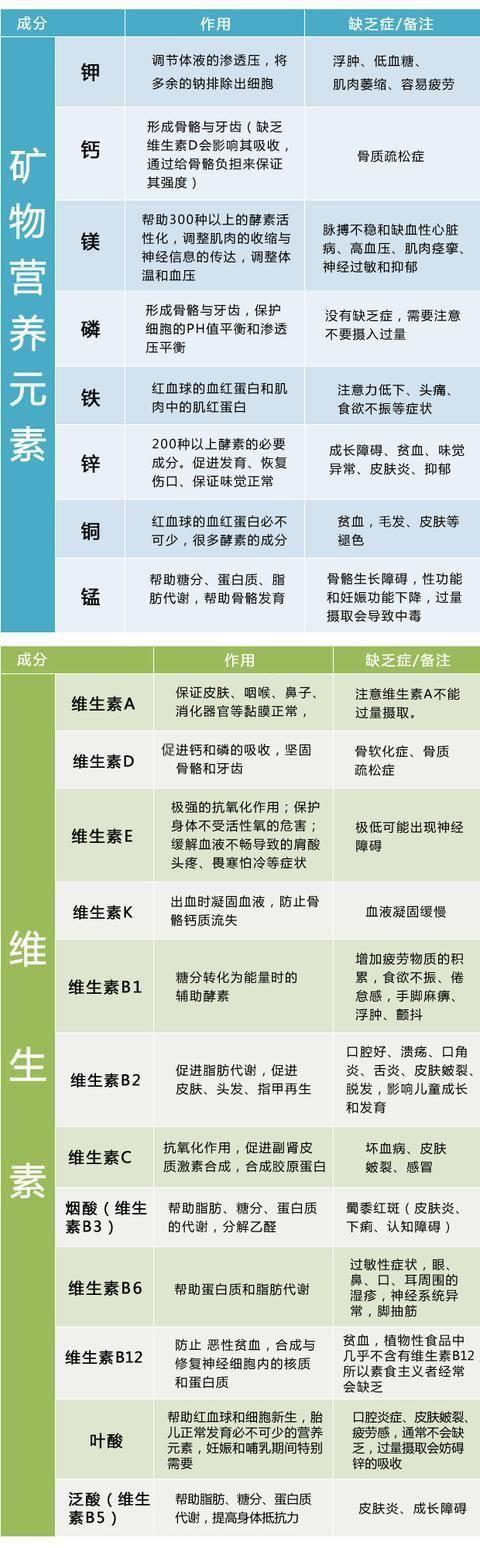 成分 作用 缺乏症/备注
矿物营养元素
钾
调节体液的渗透压，将
多余的钠排除出细胞
浮肿、低血糖、
肌肉萎缩、容易疲劳
钙
形成骨骼与牙齿（缺乏
维生素D会影响其吸收，
通过给骨骼负担来保证
其强度）
骨质疏松症
镁
帮助300种以上的酵素活
性化，调整肌肉的收缩与
神经信息的传达，调整体
温和血压
脉搏不稳和缺血性心脏
病、高血压、肌肉痉挛、
神经过敏和抑郁
磷
形成骨骼与牙齿，保护
细胞的PH值平衡和渗透
压平衡
没有缺乏症，需要注意
不要摄入过量
铁
红血球的血红蛋白和肌
肉中的肌红蛋白
注意力低下、头痛、
食欲不振等症状
锌
200种以上酵素的必要
成分。促进发育、恢复
伤口、保证味觉正常
成长障碍、贫血、味觉
异常、皮肤炎、抑郁
铜
红血球的血红蛋白必不
可少，很多酵素的成分
贫血，毛发、皮肤等
褪色
锰
帮助糖分、蛋白质、脂
肪代谢，帮助骨骼发育
骨骼生长障碍，性功能
和妊娠功能下降，过量
摄取会导致中毒
成分 作用 缺乏症/备注
维生素
维生素A
保证皮肤、咽喉、鼻子、
消化器官等黏膜正常，
注意维生素A不能
过量摄取。
维生素D
促进钙和磷的吸收，坚固
骨骼和牙齿
骨软化症、骨质
疏松症
维生素E
极强的抗氧化作用；保护
身体不受活性氧的危害；
缓解血液不畅导致的肩酸
头疼、畏寒怕冷等症状
极低可能出现神经
障碍
维生素K
出血时凝固血液，防止骨
骼钙质流失
血液凝固缓慢
维生素B1
糖分转化为能量时的
辅助酵素
增加疲劳物质的积
累，食欲不振、倦
怠感，手脚麻痹、
浮肿、颤抖
维生素B2
促进脂肪代谢，促进
皮肤、头发、指甲再生
口腔好、溃疡、口角
炎、舌炎、皮肤皲裂、
脱发，影响儿童成长
和发育
维生素C
抗氧化作用，促进副肾皮
质激素合成，合成胶原蛋白
坏血病、皮肤
皲裂、感冒
烟酸（维生
素B3）
帮助脂肪、糖分、蛋白质
的代谢，分解乙醛
蜀黍红斑（皮肤炎、
下痢、认知障碍）
维生素B6
帮助蛋白质和脂肪代谢
过敏性症状，眼、
鼻、口、耳周围的
湿疹，神经系统异
常，脚抽筋
维生素B12
防止 恶性贫血，合成与
修复神经细胞内的核质
和蛋白质
贫血，植物性食品中
几乎不含有维生素B12，
所以素食主义者经常
会缺乏
叶酸
帮助红血球和细胞新生，胎
儿正常发育必不可少的营养
元素，妊娠和哺乳期间特别
需要
口腔炎症、皮肤皲裂、
疲劳感，通常不会缺
乏，过量摄取会妨碍
锌的吸收
泛酸（维生
素B5）
帮助脂肪、糖分、蛋白质
代谢，提高身体抵抗力
皮肤炎、成长障碍